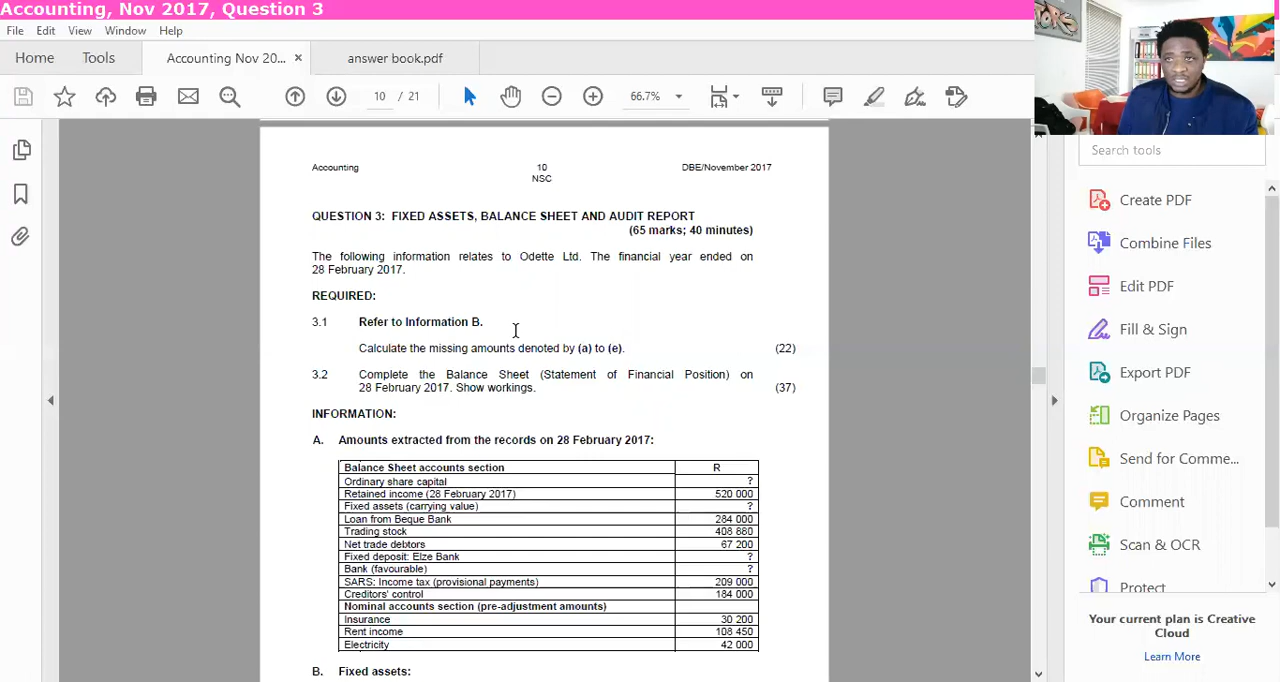 Accounting, Nov 2017, Question 3
File Edit View Window Help
Home Tools Accounting Nov 20... × answer book.pdf
10 / 21 66.7%
Accounting 10 DBE/November 2017
NSC
QUESTION 3: FIXED ASSETS, BALANCE SHEET AND AUDIT REPORT
(65 marks; 40 minutes)
The following information relates to Odette Ltd. The financial year ended on
28 February 2017.
REQUIRED:
3.1 Refer to Information B.
Calculate the missing amounts denoted by (a) to (e). (22)
3.2 Complete the Balance Sheet (Statement of Financial Position) on
28 February 2017. Show workings. (37)
INFORMATION:
A. Amounts extracted from the records on 28 February 2017:
Balance Sheet accounts section R
Ordinary share capital ?
Retained income (28 February 2017) 520 000
Fixed assets (carrying value) ?
Loan from Beque Bank 284 000
Trading stock 408 880
Net trade debtors 67 200
Fixed deposit: Elze Bank ?
Bank (favourable) ?
SARS: Income tax (provisional payments) 209 000
Creditors' control 184 000
Nominal accounts section (pre-adjustment amounts)
Insurance 30 200
Rent income 108 450
Electricity 42 000
B. Fixed assets:
Search tools
Create PDF
Combine Files
Edit PDF
Fill & Sign
Export PDF
Organize Pages
Send for Comme...
Comment
Scan & OCR
Protect
Your current plan is Creative
Cloud
Learn More